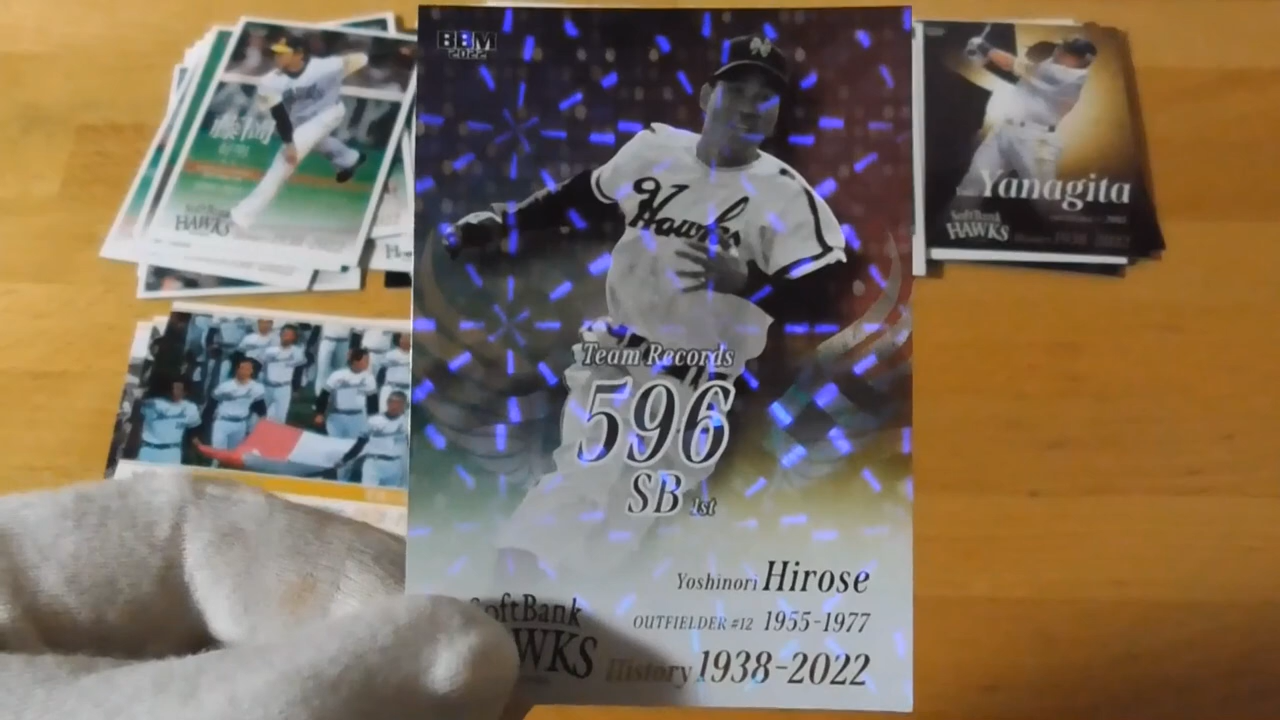 BBM
2022
Hawks
Team Records
596
SB 1st
Yoshinori Hirose
OUTFIELDER #12 1955-1977
SoftBank
HAWKS
History 1938-2022
HAWKS
Yanagita
SoftBank
HAWKS